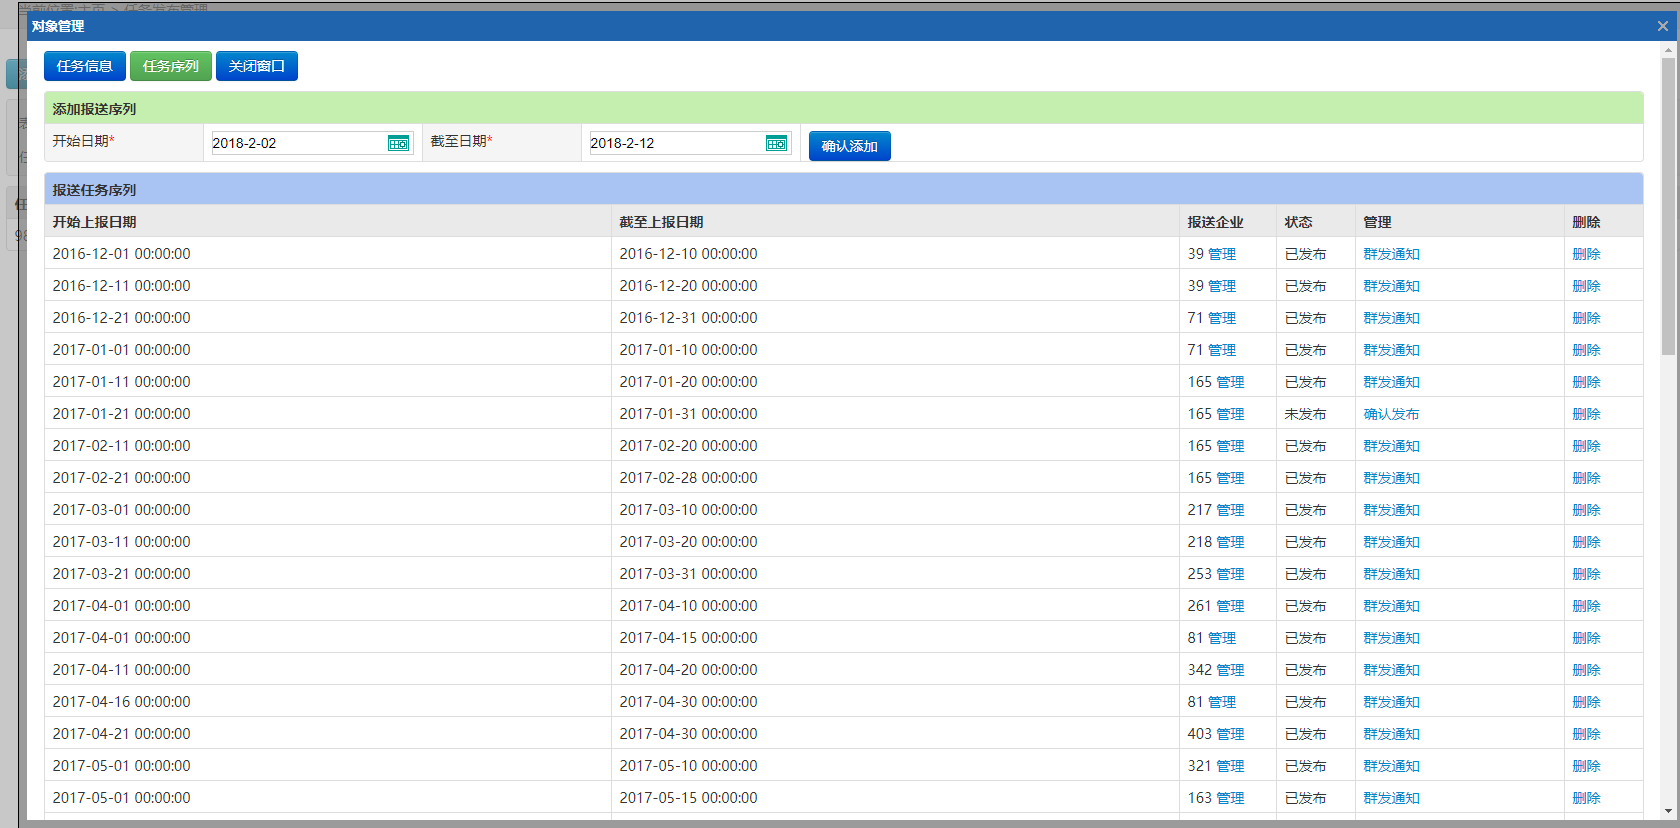 当前位置:主页 > 任务发布管理
对象管理
任务信息 任务序列 关闭窗口
添加报送序列
开始日期* 2018-2-02 截至日期* 2018-2-12 确认添加
报送任务序列
开始上报日期 截至上报日期 报送企业 状态 管理 删除
2016-12-01 00:00:00 2016-12-10 00:00:00 39 管理 已发布 群发通知 删除
2016-12-11 00:00:00 2016-12-20 00:00:00 39 管理 已发布 群发通知 删除
2016-12-21 00:00:00 2016-12-31 00:00:00 71 管理 已发布 群发通知 删除
2017-01-01 00:00:00 2017-01-10 00:00:00 71 管理 已发布 群发通知 删除
2017-01-11 00:00:00 2017-01-20 00:00:00 165 管理 已发布 群发通知 删除
2017-01-21 00:00:00 2017-01-31 00:00:00 165 管理 未发布 确认发布 删除
2017-02-11 00:00:00 2017-02-20 00:00:00 165 管理 已发布 群发通知 删除
2017-02-21 00:00:00 2017-02-28 00:00:00 165 管理 已发布 群发通知 删除
2017-03-01 00:00:00 2017-03-10 00:00:00 217 管理 已发布 群发通知 删除
2017-03-11 00:00:00 2017-03-20 00:00:00 218 管理 已发布 群发通知 删除
2017-03-21 00:00:00 2017-03-31 00:00:00 253 管理 已发布 群发通知 删除
2017-04-01 00:00:00 2017-04-10 00:00:00 261 管理 已发布 群发通知 删除
2017-04-01 00:00:00 2017-04-15 00:00:00 81 管理 已发布 群发通知 删除
2017-04-11 00:00:00 2017-04-20 00:00:00 342 管理 已发布 群发通知 删除
2017-04-16 00:00:00 2017-04-30 00:00:00 81 管理 已发布 群发通知 删除
2017-04-21 00:00:00 2017-04-30 00:00:00 403 管理 已发布 群发通知 删除
2017-05-01 00:00:00 2017-05-10 00:00:00 321 管理 已发布 群发通知 删除
2017-05-01 00:00:00 2017-05-15 00:00:00 163 管理 已发布 群发通知 删除